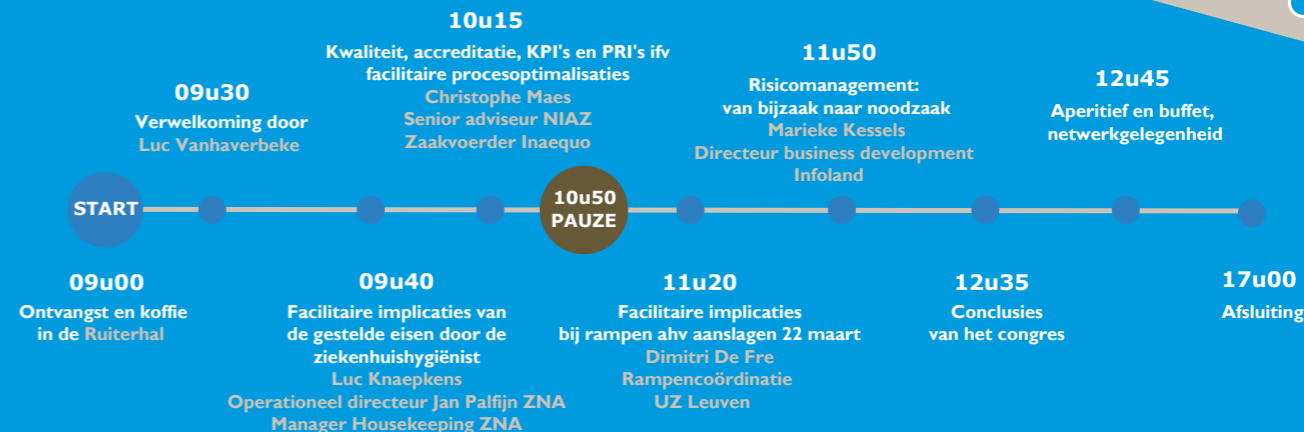 START
09u00
Ontvangst en koffie
in de Ruiterhal
09u30
Verwelkoming door
Luc Vanhaverbeke
09u40
Facilitaire implicaties van
de gestelde eisen door de
ziekenhuishygiënist
Luc Knaepkens
Operationeel directeur Jan Palfijn ZNA
Manager Housekeeping ZNA
10u15
Kwaliteit, accreditatie, KPI's en PRI's ifv
facilitaire procesoptimalisaties
Christophe Maes
Senior adviseur NIAZ
Zaakvoerder Inaequo
10u50
PAUZE
11u20
Facilitaire implicaties
bij rampen ahv aanslagen 22 maart
Dimitri De Fre
Rampencoördinatie
UZ Leuven
11u50
Risicomanagement:
van bijzaak naar noodzaak
Marieke Kessels
Directeur business development
Infoland
12u35
Conclusies
van het congres
12u45
Aperitief en buffet,
netwerkgelegenheid
17u00
Afsluiting